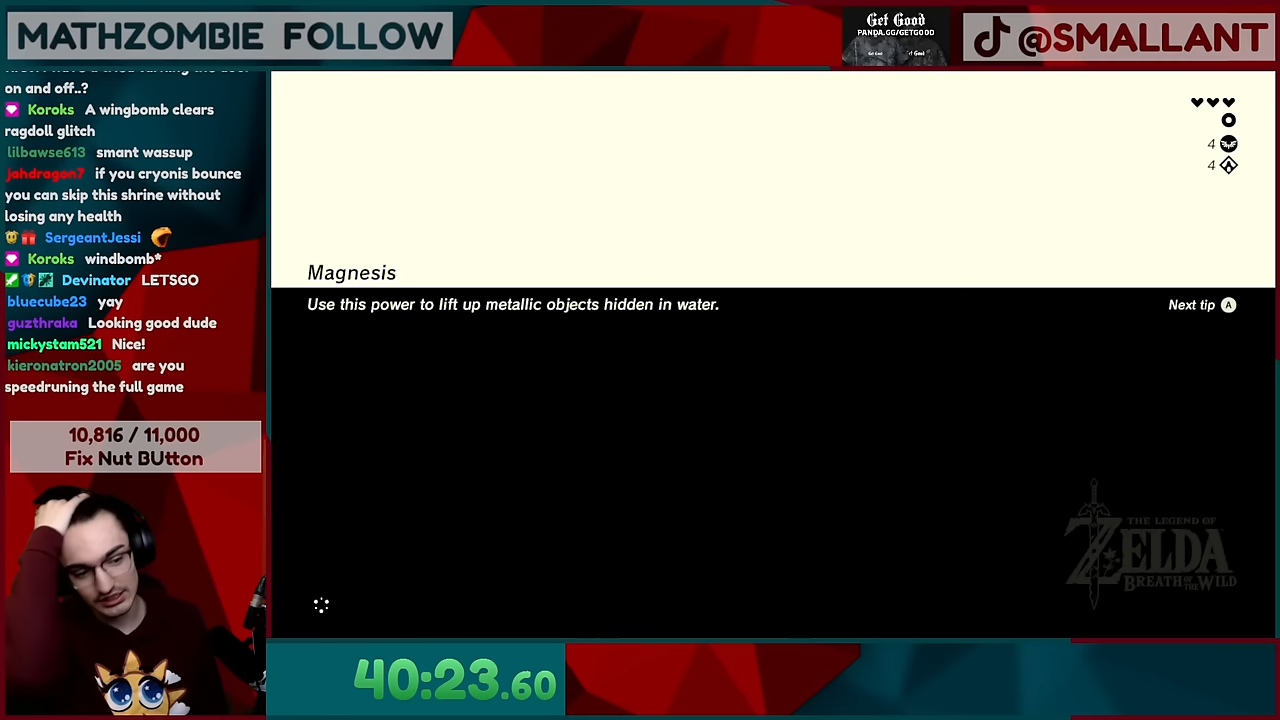 MATHZOMBIE FOLLOW
Get Good
PANDA.GG/GETGOOD
@SMALLANT
on and off..?
Koroks A wingbomb clears
ragdoll glitch
lilbawse613 smant wassup
jahdragon7 if you cryonis bounce
you can skip this shrine without
losing any health
SergeantJessi
Koroks windbomb*
Devinator LETSGO
bluecube23 yay
guzthraka Looking good dude
mickystam521 Nice!
kieronatron2005 are you
speedruning the full game
10,816 / 11,000
Fix Nut BUtton
4
4
Magnesis
Use this power to lift up metallic objects hidden in water.
Next tip A
THE LEGEND OF
ZELDA
BREATH OF THE WILD
40:23.60